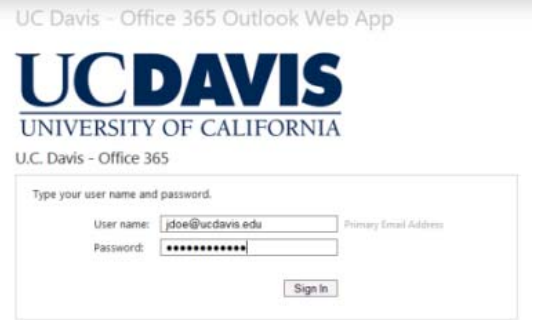 UC Davis - Office 365 Outlook Web App
UCDAVIS
UNIVERSITY OF CALIFORNIA
U.C. Davis - Office 365
Type your user name and password.
User name: jdoe@ucdavis.edu Primary Email Address
Password: ••••••••••••
Sign In